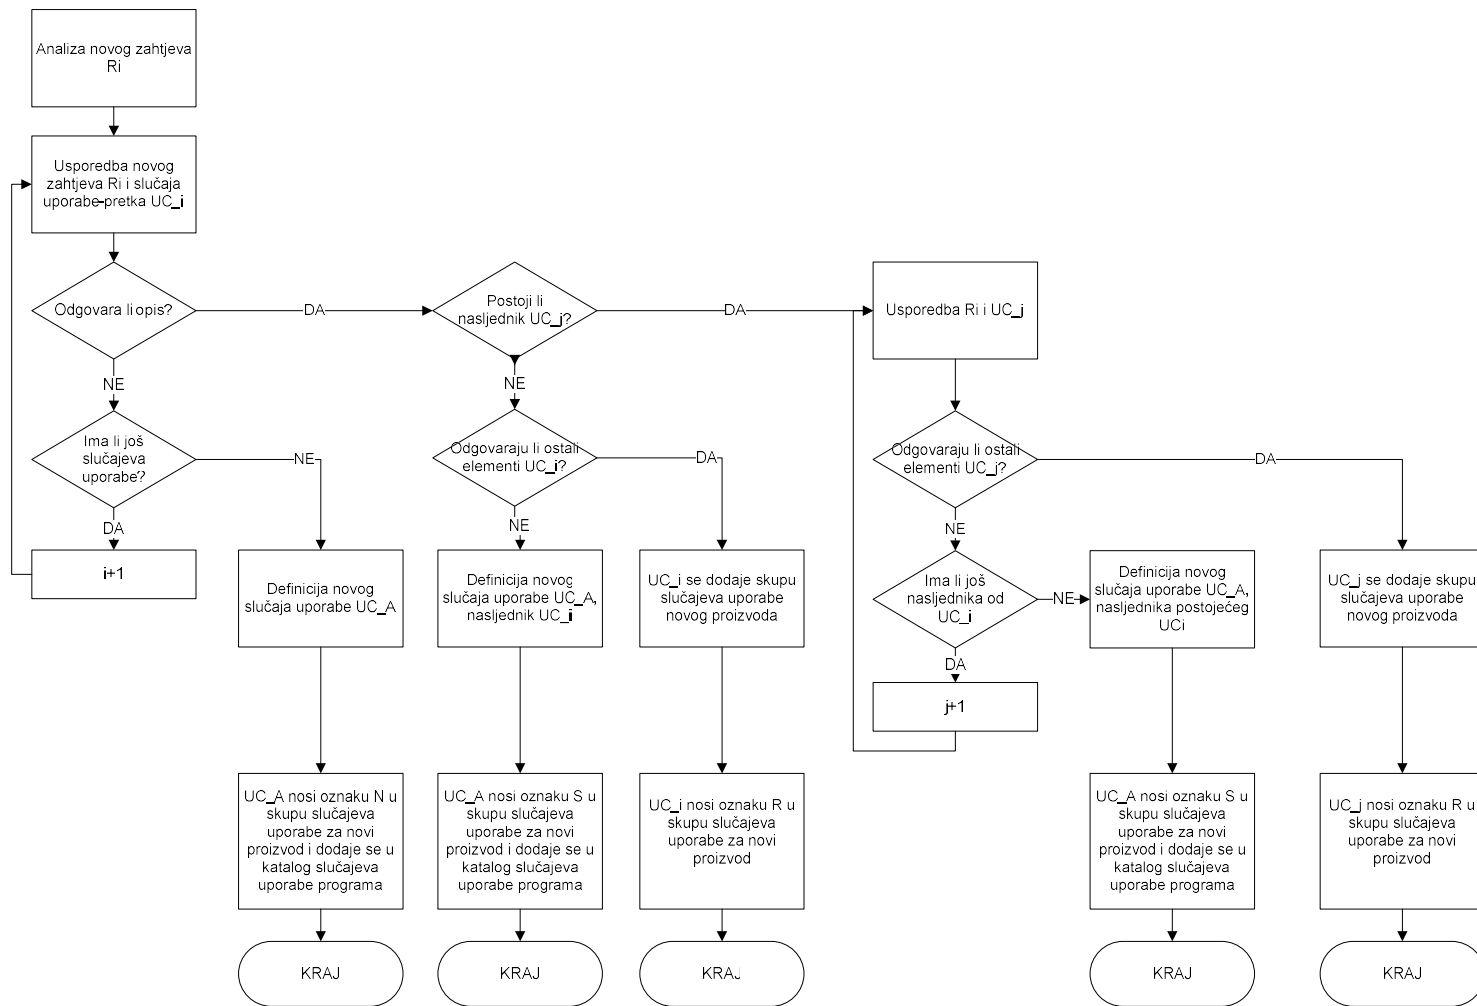 Analiza novog zahtjeva
Ri
Usporedba novog
zahtjeva Ri i slučaja
uporabe-pretka UC_i
Odgovara li opis?
DA
Postoji li
nasljednik UC_j?
DA
Usporedba Ri i UC_j
NE
NE
Ima li još
slučajeva
uporabe?
NE
Odgovaraju li ostali
elementi UC_i?
DA
Odgovaraju li ostali
elementi UC_j?
DA
DA
NE
NE
i+1
Definicija novog
slučaja uporabe UC_A
Definicija novog
slučaja uporabe UC_A,
nasljednik UC_i
UC_i se dodaje skupu
slučajeva uporabe
novog proizvoda
Ima li još
nasljednika od
UC_i
NE
Definicija novog
slučaja uporabe UC_A,
nasljednika postojećeg
UCi
UC_j se dodaje skupu
slučajeva uporabe
novog proizvoda
DA
j+1
UC_A nosi oznaku N u
skupu slučajeva
uporabe za novi
proizvod i dodaje se u
katalog slučajeva
uporabe programa
UC_A nosi oznaku S u
skupu slučajeva
uporabe za novi
proizvod i dodaje se u
katalog slučajeva
uporabe programa
UC_i nosi oznaku R u
skupu slučajeva
uporabe za novi
proizvod
UC_A nosi oznaku S u
skupu slučajeva
uporabe za novi
proizvod i dodaje se u
katalog slučajeva
uporabe programa
UC_j nosi oznaku R u
skupu slučajeva
uporabe za novi
proizvod
KRAJ
KRAJ
KRAJ
KRAJ
KRAJ